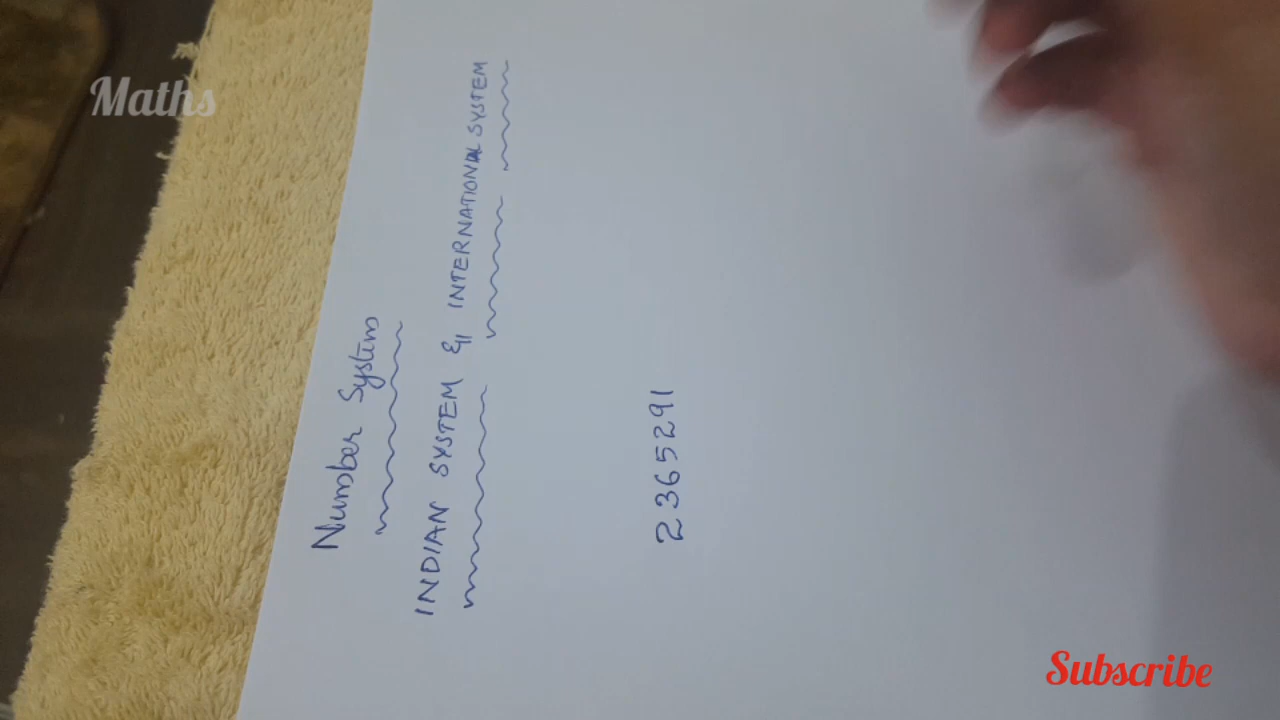 Maths
Number System
INDIAN SYSTEM & INTERNATIONAL SYSTEM
2365291
Subscribe